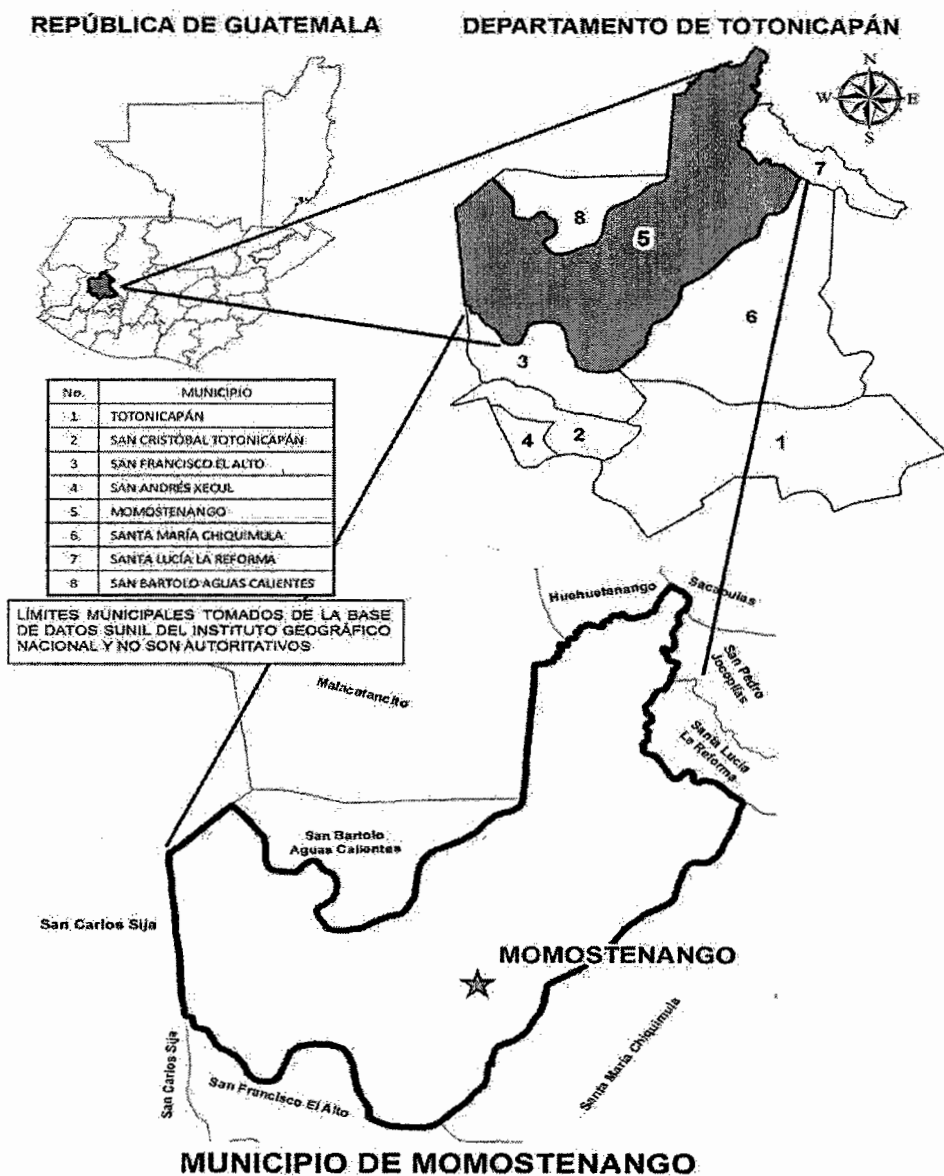 REPÚBLICA DE GUATEMALA
DEPARTAMENTO DE TOTONICAPÁN
N
W
E
S
7
8
5
6
3
4
2
1
No. MUNICIPIO
1 TOTONICAPÁN
2 SAN CRISTÓBAL TOTONICAPÁN
3 SAN FRANCISCO EL ALTO
4 SAN ANDRÉS XECUL
5 MOMOSTENANGO
6 SANTA MARÍA CHIQUIMULA
7 SANTA LUCÍA LA REFORMA
8 SAN BARTOLO AGUAS CALIENTES
LÍMITES MUNICIPALES TOMADOS DE LA BASE
DE DATOS SUNIL DEL INSTITUTO GEOGRÁFICO
NACIONAL Y NO SON AUTORITATIVOS
Huehuetenango
Sacapulas
San Pedro
Jocopilas
Malacatancito
Santa Lucía
La Reforma
San Bartolo
Aguas Calientes
San Carlos Sija
MOMOSTENANGO
San Carlos Sija
San Francisco El Alto
Santa María Chiquimula
MUNICIPIO DE MOMOSTENANGO